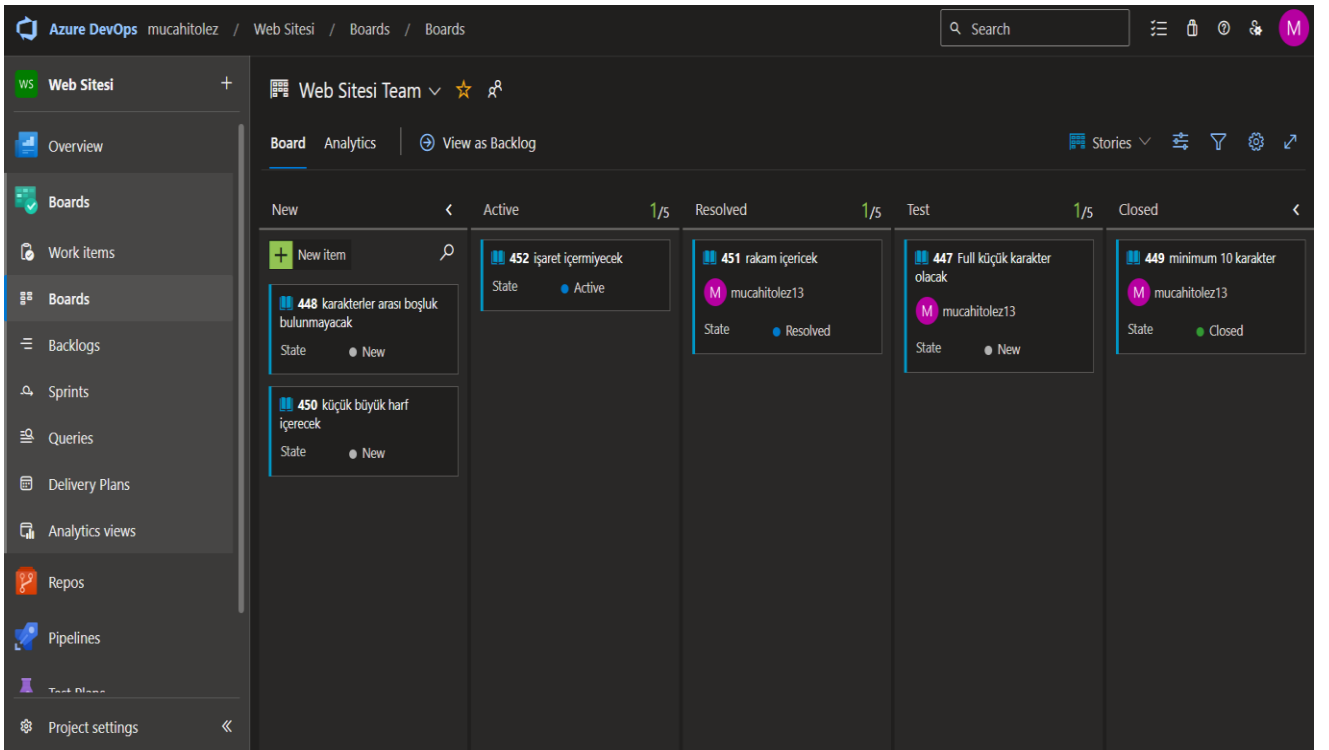 Azure DevOps mucahitolez / Web Sitesi / Boards / Boards
Search
M
WS Web Sitesi +
Overview
Boards
Work items
Boards
Backlogs
Sprints
Queries
Delivery Plans
Analytics views
Repos
Pipelines
Test Plans
Project settings
Web Sitesi Team
Board Analytics View as Backlog
Stories
New
New item
448 karakterler arası boşluk
bulunmayacak
State New
450 küçük büyük harf
içerecek
State New
Active 1/5
452 işaret içermiyecek
State Active
Resolved 1/5
451 rakam içericek
M mucahitolez13
State Resolved
Test 1/5
447 Full küçük karakter
olacak
M mucahitolez13
State New
Closed
449 minimum 10 karakter
M mucahitolez13
State Closed